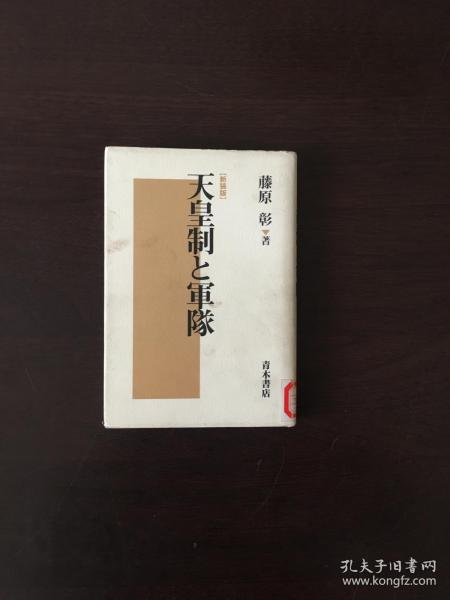 藤原 彰 著
[新装版]
天皇制と軍隊
青木書店
孔夫子旧书网
www.kongfz.com